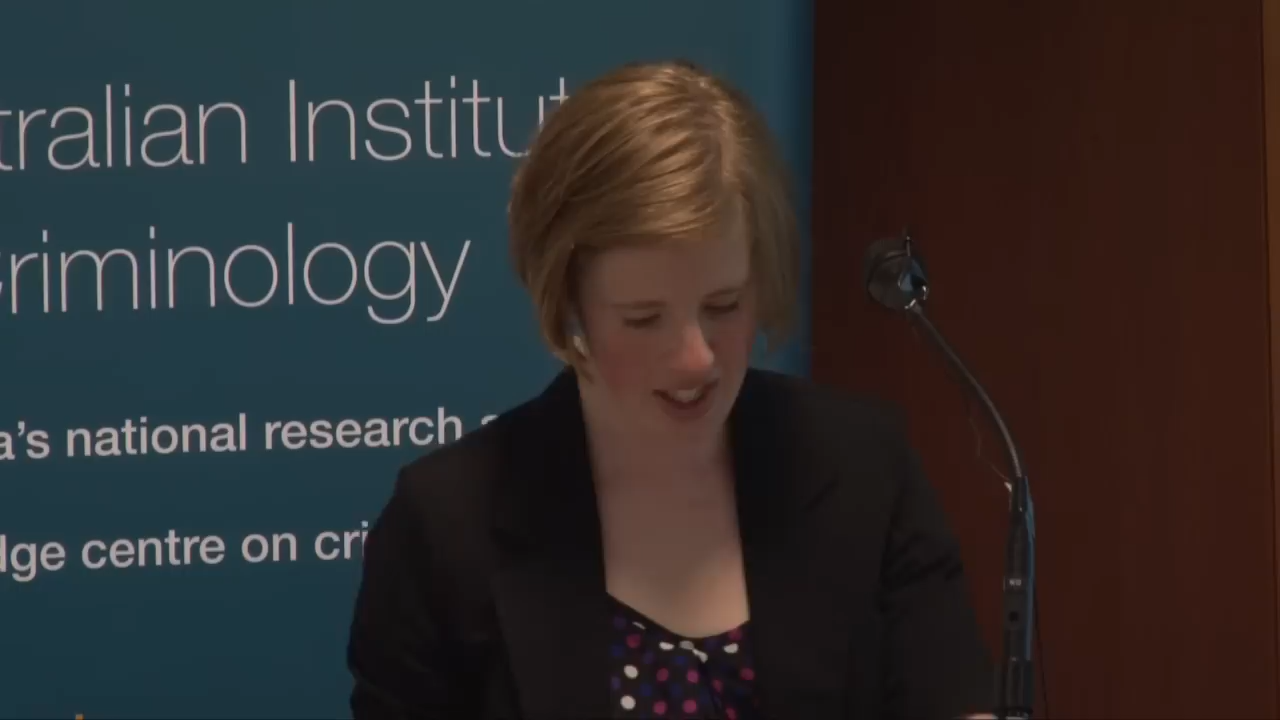 tralian Institut
riminology
a's national research
dge centre on cri